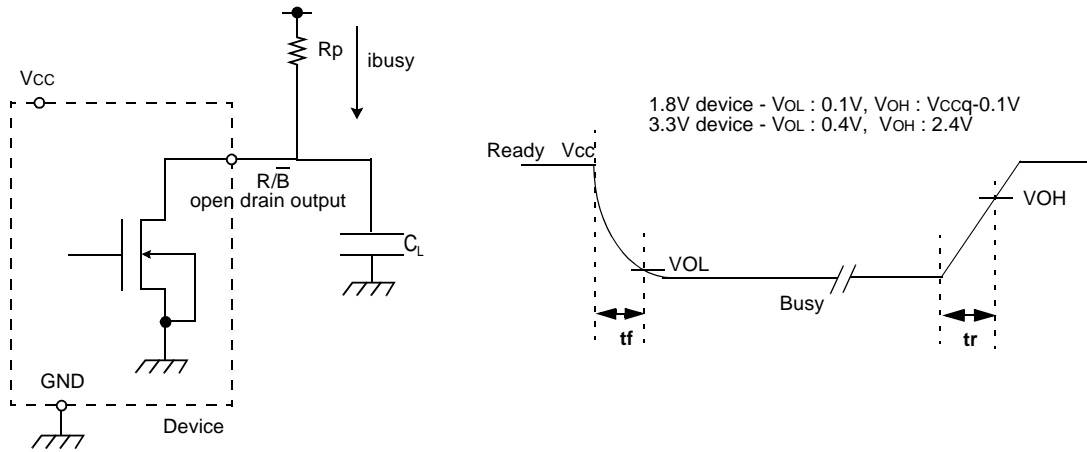 Rp
ibusy
VCC
R/B̅
open drain output
CL
GND
Device
1.8V device - VOL : 0.1V, VOH : VCCq-0.1V
3.3V device - VOL : 0.4V, VOH : 2.4V
Ready Vcc
VOH
VOL
Busy
tf
tr